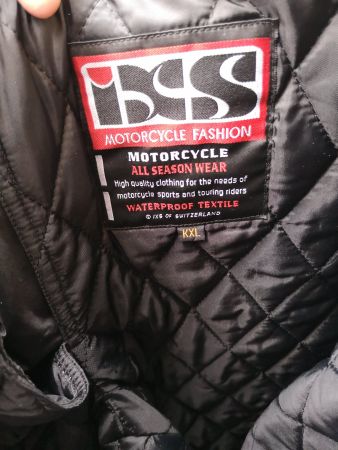 iXS
MOTORCYCLE FASHION
MOTORCYCLE
ALL SEASON WEAR
High quality clothing for the needs of
motorcycle sports and touring riders
WATERPROOF TEXTILE
© IXS OF SWITZERLAND
KXL